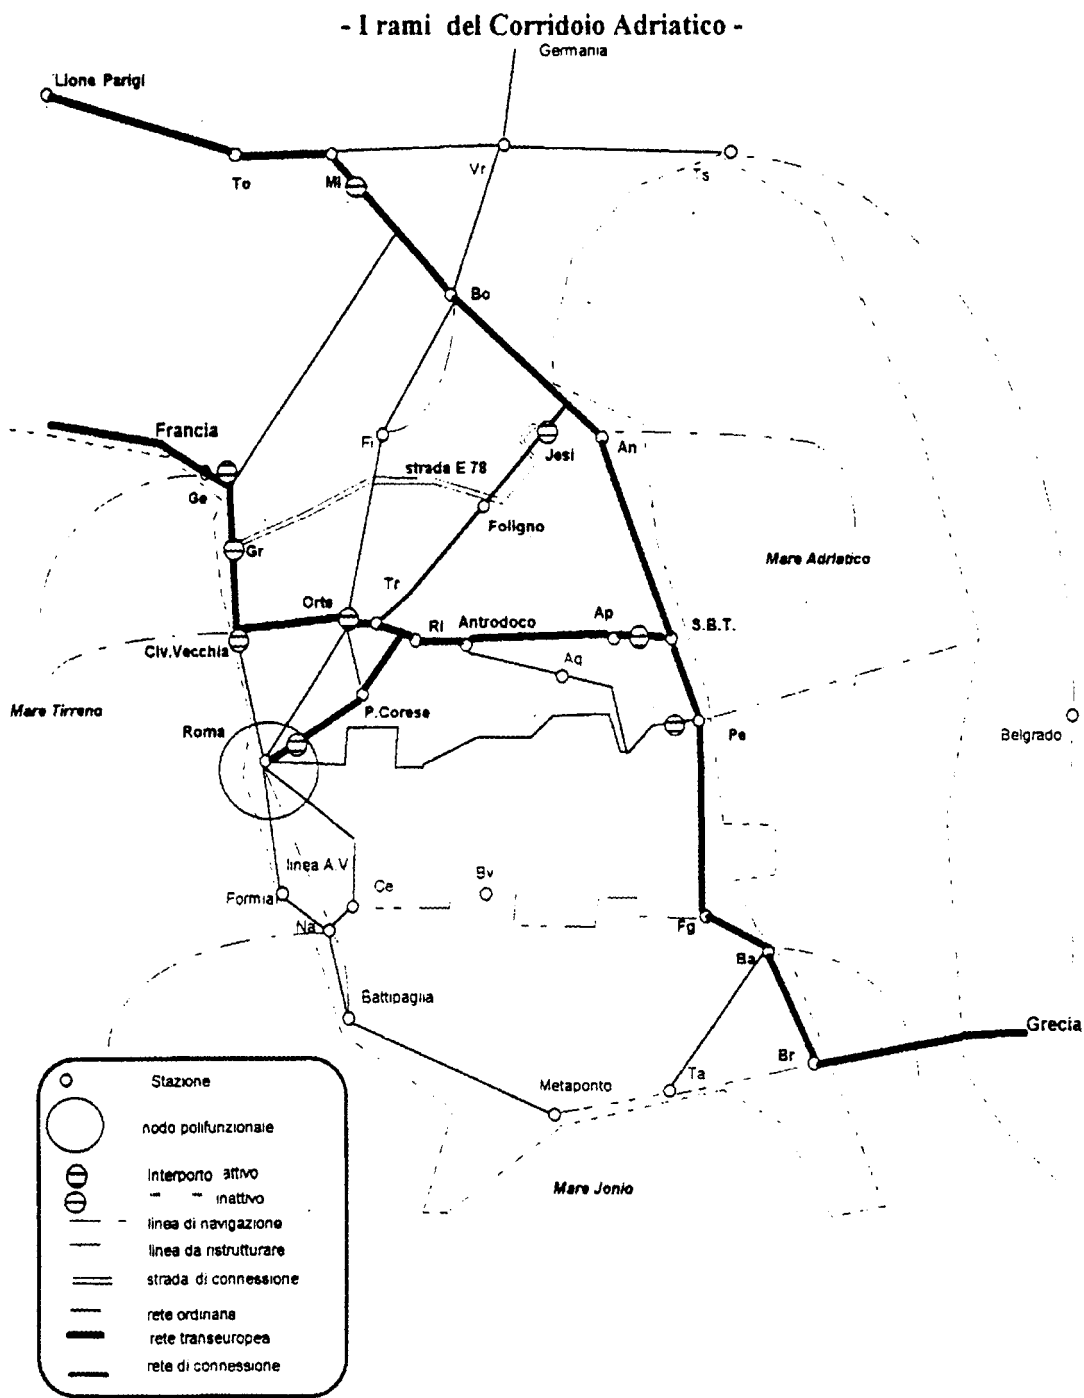 - I rami del Corridoio Adriatico -
Germania
Lione Parigi
To
MI
Vr
Ts
Bo
Francia
Fi
Jesi
An
strada E 78
Ge
Foligno
Gr
Mare Adriatico
Tr
Orte
RI
Antrodoco
Ap
S.B.T.
Civ.Vecchia
Aq
Mare Tirreno
P.Corese
Roma
Pe
Belgrado
linea A.V
Bv
Ce
Formia
Na
Fg
Ba
Battipaglia
Grecia
Br
Ta
Metaponto
Mare Jonio
Stazione
nodo polifunzionale
Interporto attivo
inattivo
linea di navigazione
linea da ristrutturare
strada di connessione
rete ordinaria
rete transeuropea
rete di connessione